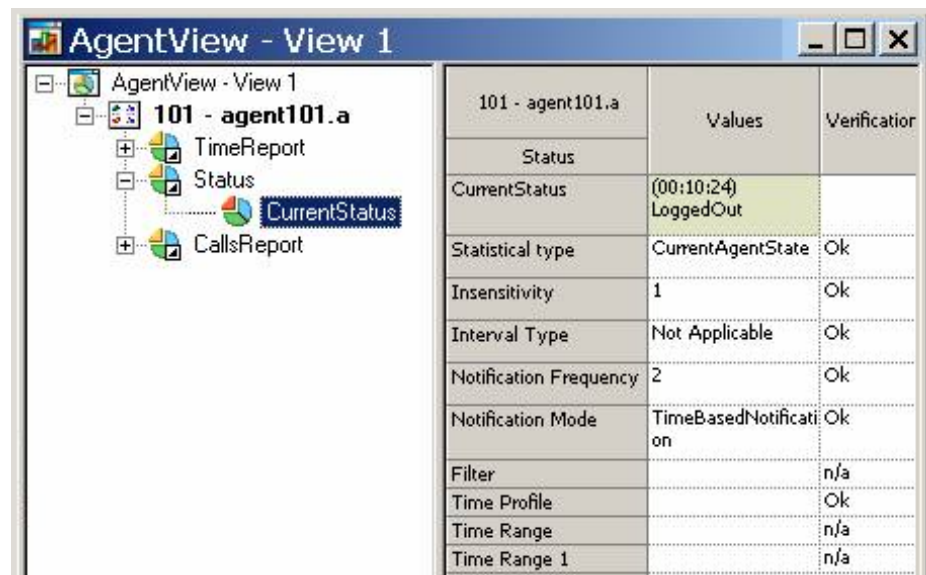 AgentView - View 1
AgentView - View 1
101 - agent101.a
TimeReport
Status
CurrentStatus
CallsReport
101 - agent101.a
Status
Values
Verification
CurrentStatus
(00:10:24)
LoggedOut
Statistical type
CurrentAgentState
Ok
Insensitivity
1
Ok
Interval Type
Not Applicable
Ok
Notification Frequency
2
Ok
Notification Mode
TimeBasedNotificati
on
Ok
Filter
n/a
Time Profile
Ok
Time Range
n/a
Time Range 1
n/a